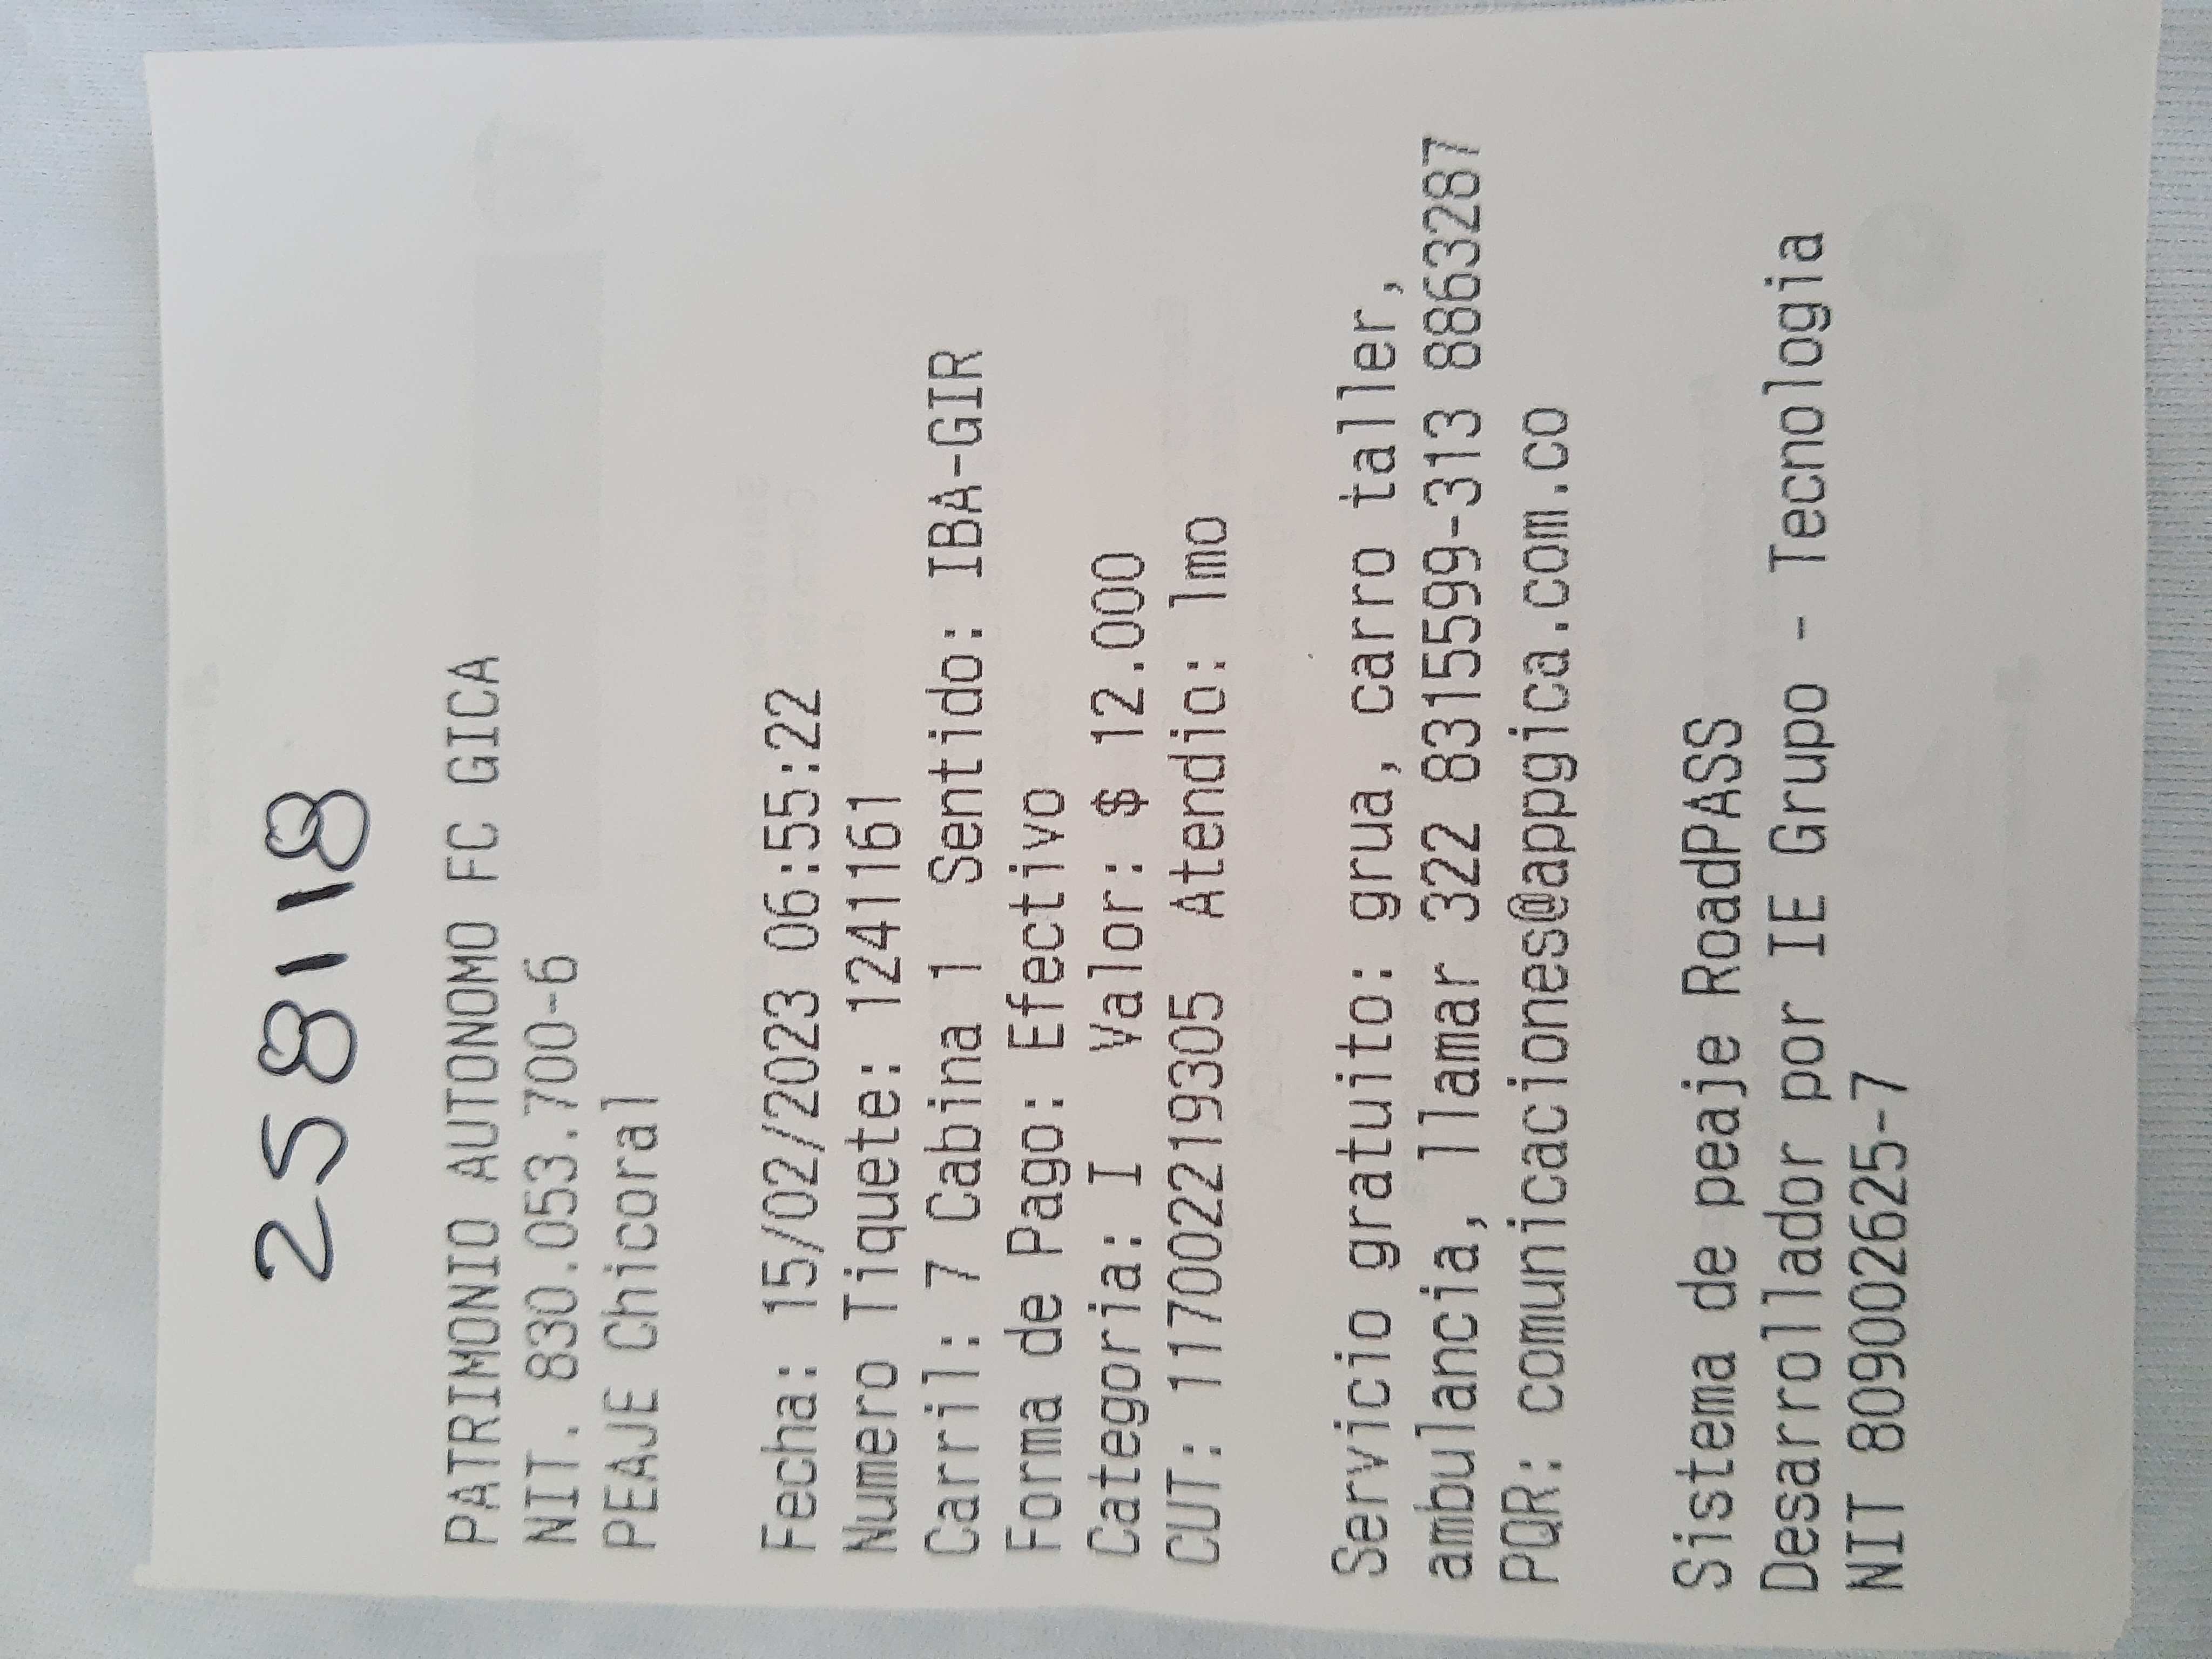 258118
PATRIMONIO AUTONOMO FC GICA
NIT. 830.053.700-6
PEAJE Chicoral
Fecha: 15/02/2023 06:55:22
Numero Tiquete: 1241161
Carril: 7 Cabina 1 Sentido: IBA-GIR
Forma de Pago: Efectivo
Categoria: I Valor: $ 12.000
CUT: 117002219305 Atendio: lmo
Servicio gratuito: grua, carro taller,
ambulancia, llamar 322 8315599-313 8863287
PQR: comunicaciones@appgica.com.co
Sistema de peaje RoadPASS
Desarrollador por IE Grupo - Tecnologia
NIT 809002625-7